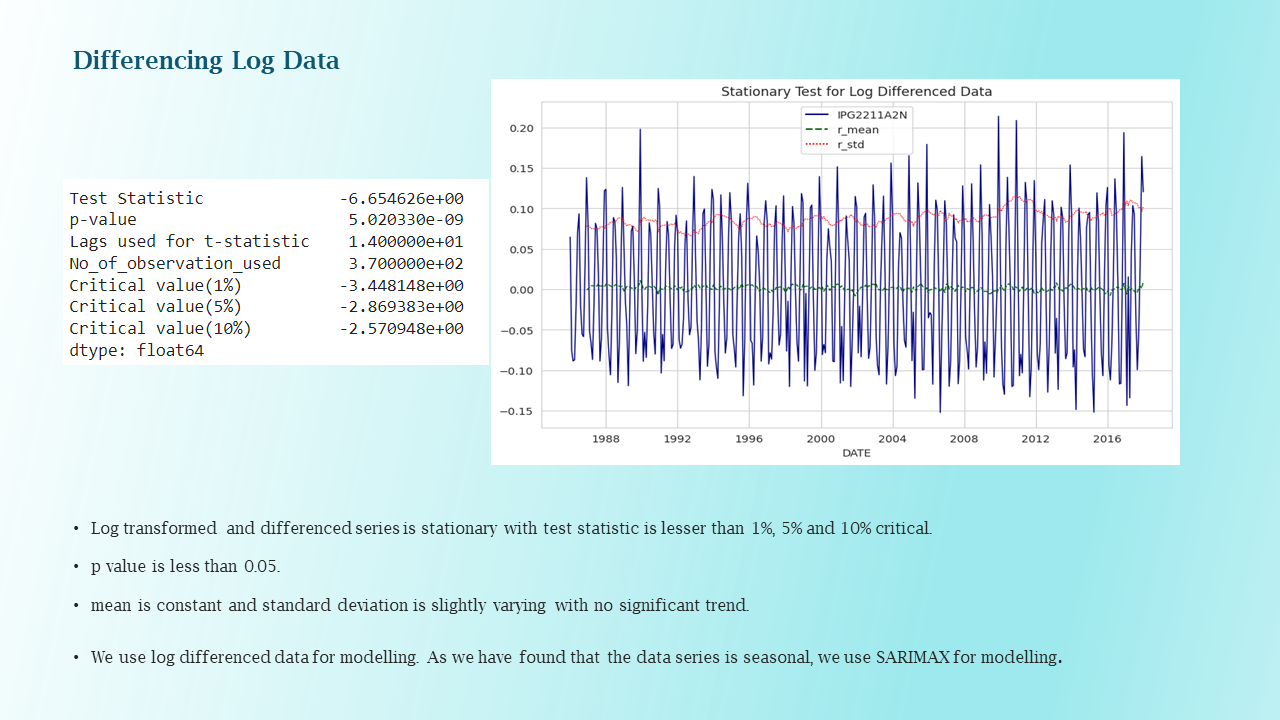 Differencing Log Data
Test Statistic -6.654626e+00
p-value 5.020330e-09
Lags used for t-statistic 1.400000e+01
No_of_observation_used 3.700000e+02
Critical value(1%) -3.448148e+00
Critical value(5%) -2.869383e+00
Critical value(10%) -2.570948e+00
dtype: float64
Stationary Test for Log Differenced Data
IPG2211A2N
r_mean
r_std
0.20
0.15
0.10
0.05
0.00
−0.05
−0.10
−0.15
1988 1992 1996 2000 2004 2008 2012 2016
DATE
• Log transformed and differenced series is stationary with test statistic is lesser than 1%, 5% and 10% critical.
• p value is less than 0.05.
• mean is constant and standard deviation is slightly varying with no significant trend.
• We use log differenced data for modelling. As we have found that the data series is seasonal, we use SARIMAX for modelling.